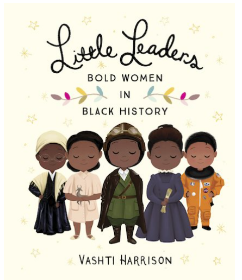 Little Leaders
BOLD WOMEN
IN
BLACK HISTORY
VASHTI HARRISON